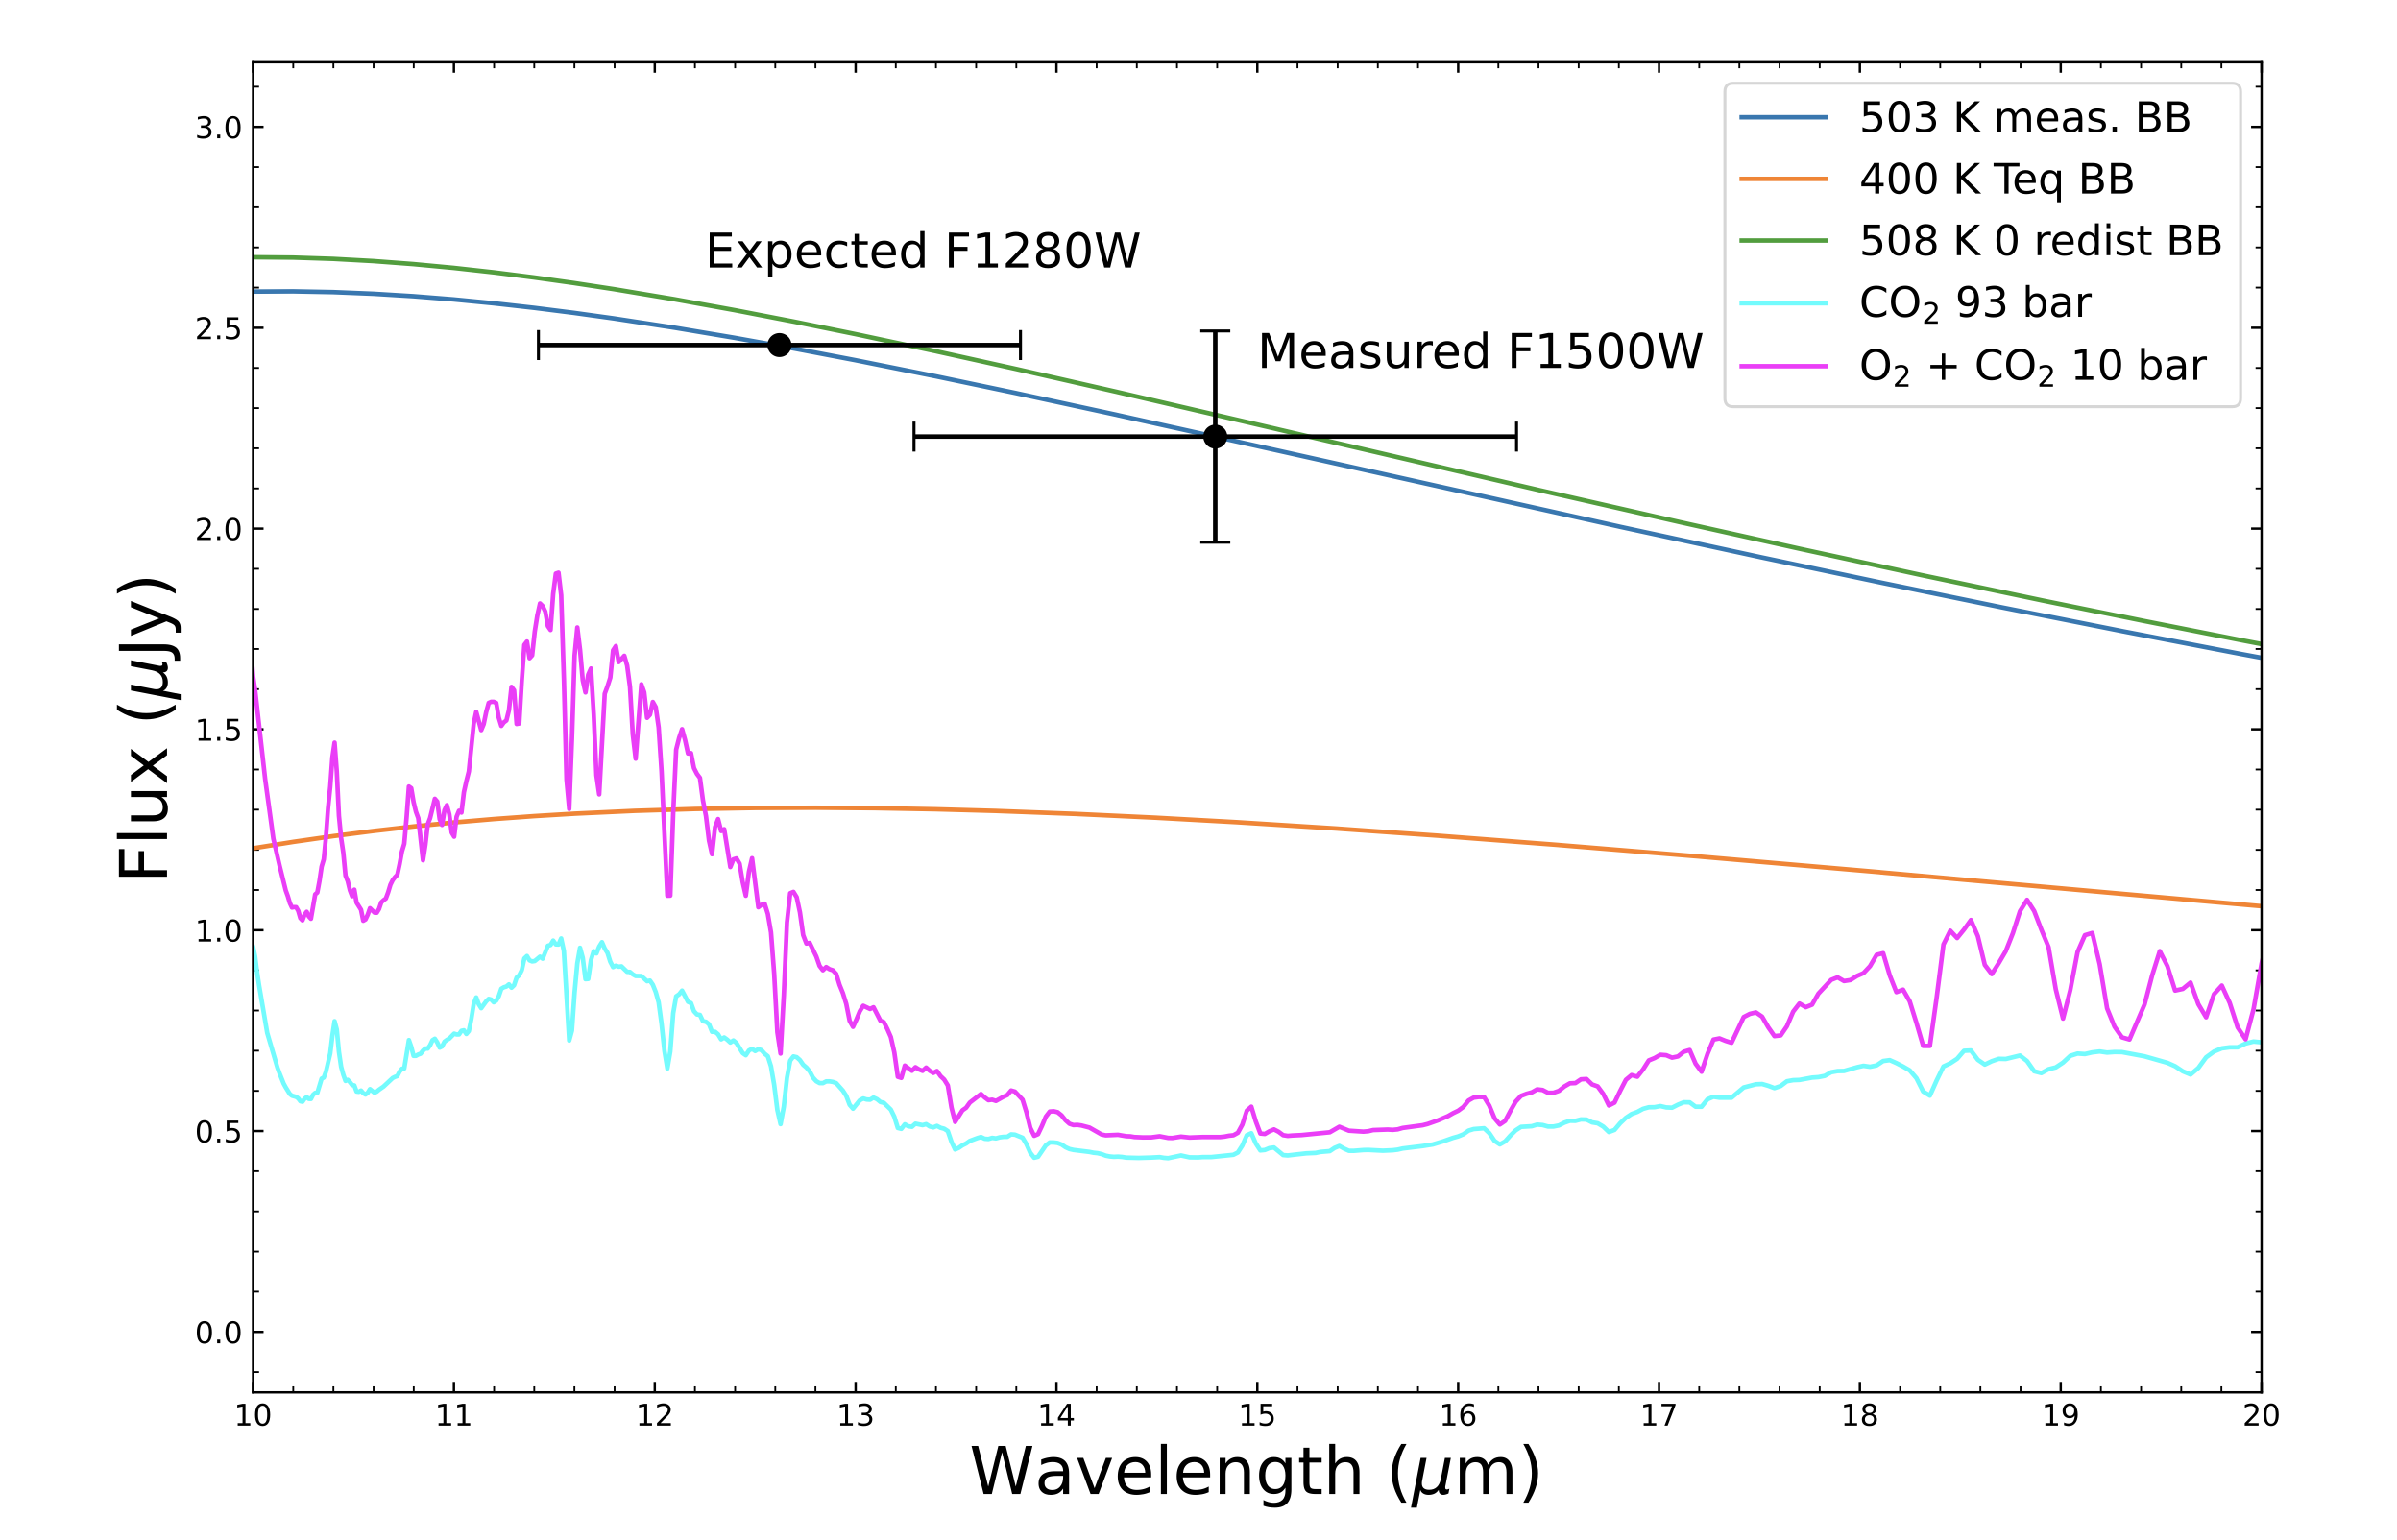 503 K meas. BB
400 K Teq BB
508 K 0 redist BB
CO₂ 93 bar
O₂ + CO₂ 10 bar
Expected F1280W
Measured F1500W
3.0
2.5
2.0
1.5
1.0
0.5
0.0
Flux (μJy)
10 11 12 13 14 15 16 17 18 19 20
Wavelength (μm)